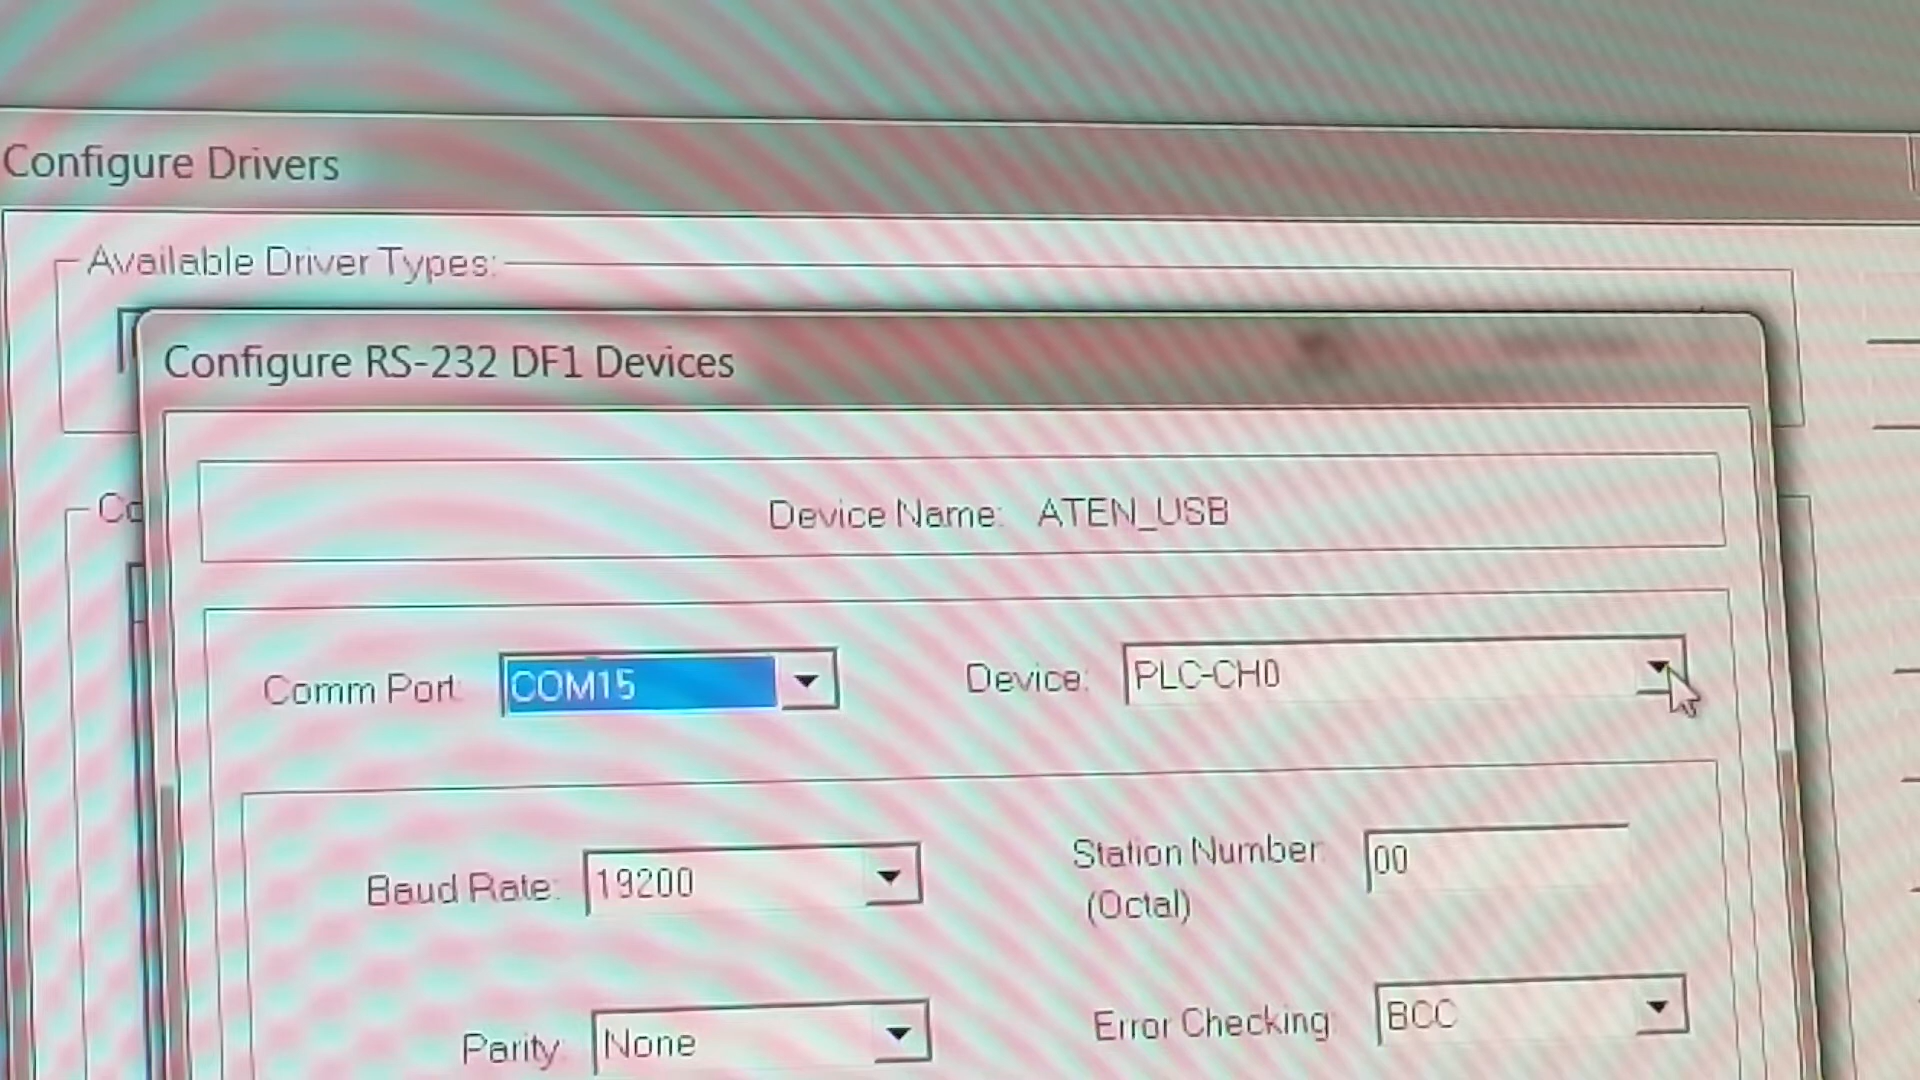 Configure Drivers
Available Driver Types:
Configure RS-232 DF1 Devices
Co
Device Name: ATEN_USB
Comm Port: COM15 Device: PLC-CH0
Baud Rate: 19200 Station Number: 00
(Octal)
Parity: None Error Checking: BCC